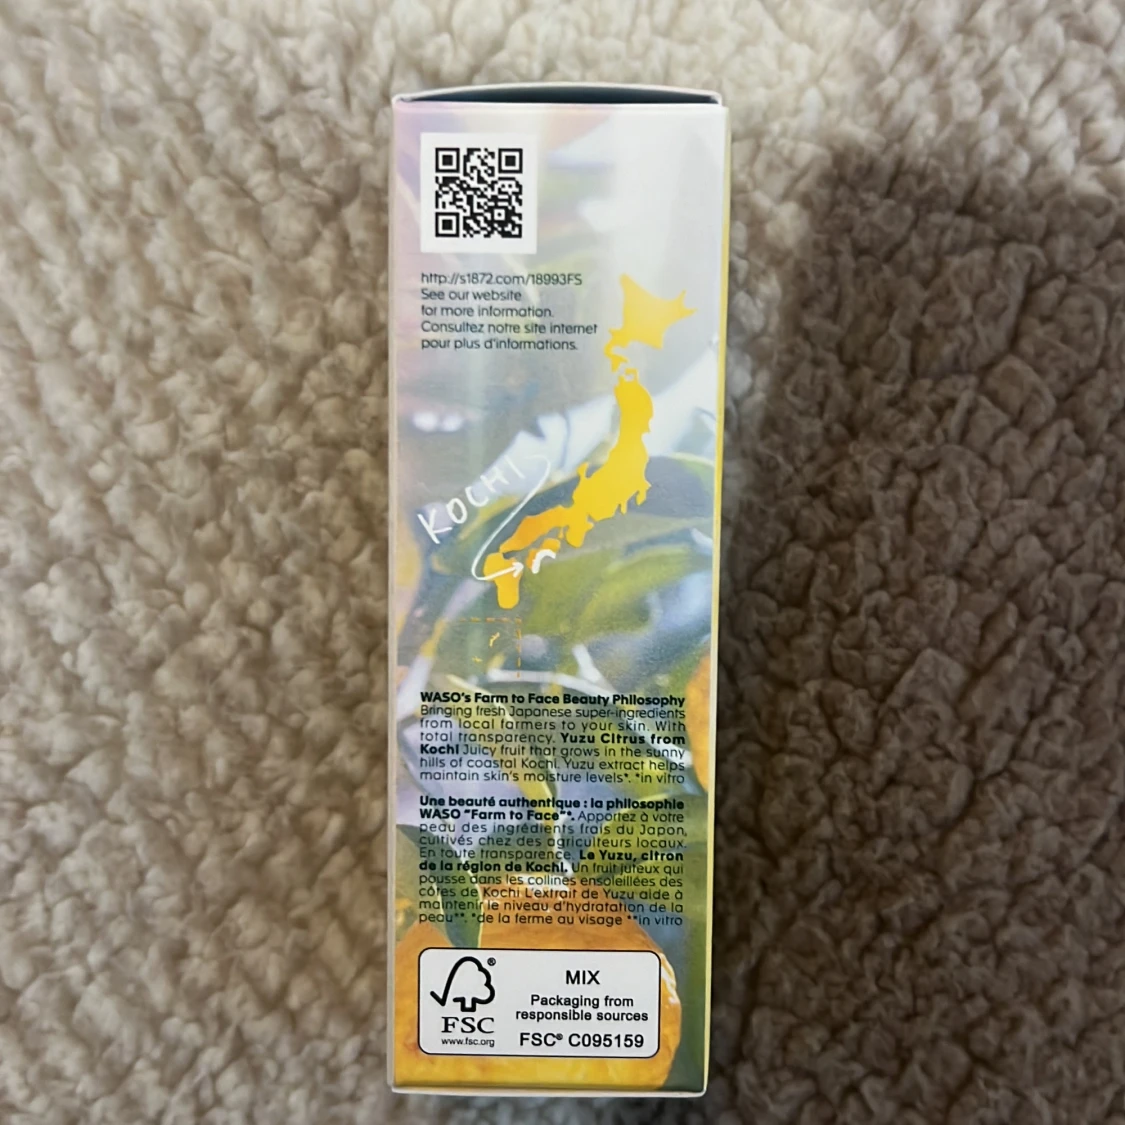 http://s1872.com/18993FS
See our website
for more information.
Consultez notre site internet
pour plus d'informations.
KOCHI
WASO's Farm to Face Beauty Philosophy
Bringing fresh Japanese super-ingredients
from local farmers to your skin. With
total transparency. Yuzu Citrus from
Kochi Juicy fruit that grows in the sunny
hills of coastal Kochi. Yuzu extract helps
maintain skin's moisture levels*. *in vitro
Une beauté authentique : la philosophie
WASO "Farm to Face"*. Apportez à votre
peau des ingrédients frais du Japon,
cultivés chez des agriculteurs locaux.
En toute transparence. Le Yuzu, citron
de la région de Kochi. Un fruit juteux qui
pousse dans les collines ensoleillées des
côtes de Kochi L'extrait de Yuzu aide à
maintenir le niveau d'hydratation de la
peau**. *de la ferme au visage **in vitro
®
FSC
www.fsc.org
MIX
Packaging from
responsible sources
FSC® C095159